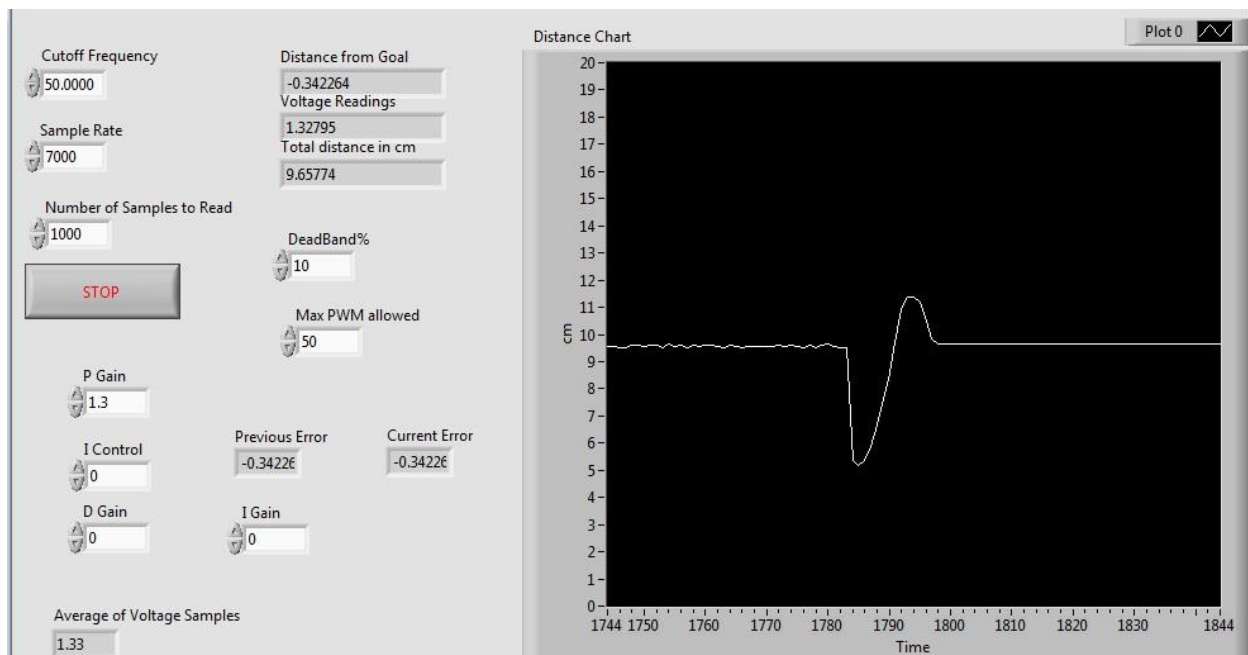 Cutoff Frequency
50.0000
Sample Rate
7000
Number of Samples to Read
1000
STOP
Distance from Goal
-0.342264
Voltage Readings
1.32795
Total distance in cm
9.65774
DeadBand%
10
Max PWM allowed
50
P Gain
1.3
I Control
0
D Gain
0
Previous Error
-0.34226
Current Error
-0.34226
I Gain
0
Average of Voltage Samples
1.33
Distance Chart
Plot 0
20
19
18
17
16
15
14
13
12
11
10
9
8
7
6
5
4
3
2
1
0
cm
1744 1750 1760 1770 1780 1790 1800 1810 1820 1830 1844
Time